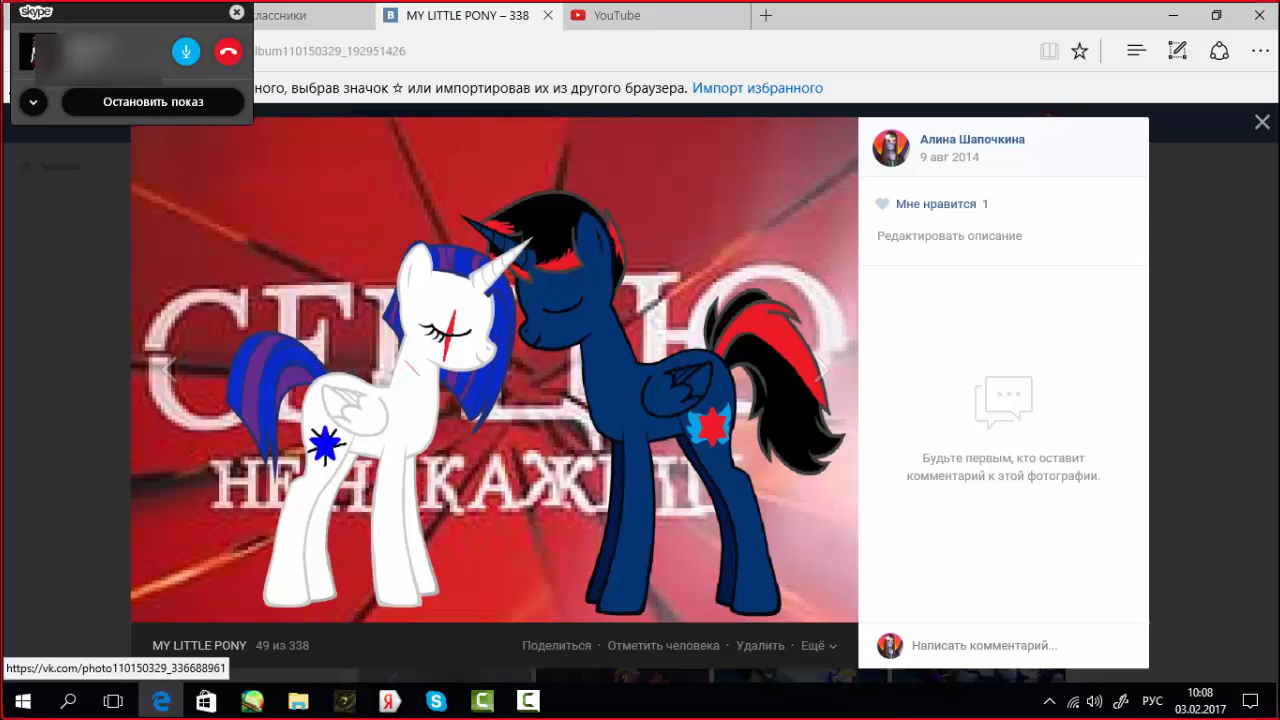 skype
Остановить показ
классники
B MY LITTLE PONY – 338
YouTube
lbum110150329_192951426
ного, выбрав значок ☆ или импортировав их из другого браузера. Импорт избранного
Алина Шапочкина
9 авг 2014
Мне нравится 1
Редактировать описание
НЕ
Будьте первым, кто оставит
комментарий к этой фотографии.
MY LITTLE PONY 49 из 338
Поделиться · Отметить человека · Удалить · Ещё
Написать комментарий...
https://vk.com/photo110150329_336688961
Я
РУС
10:08
03.02.2017